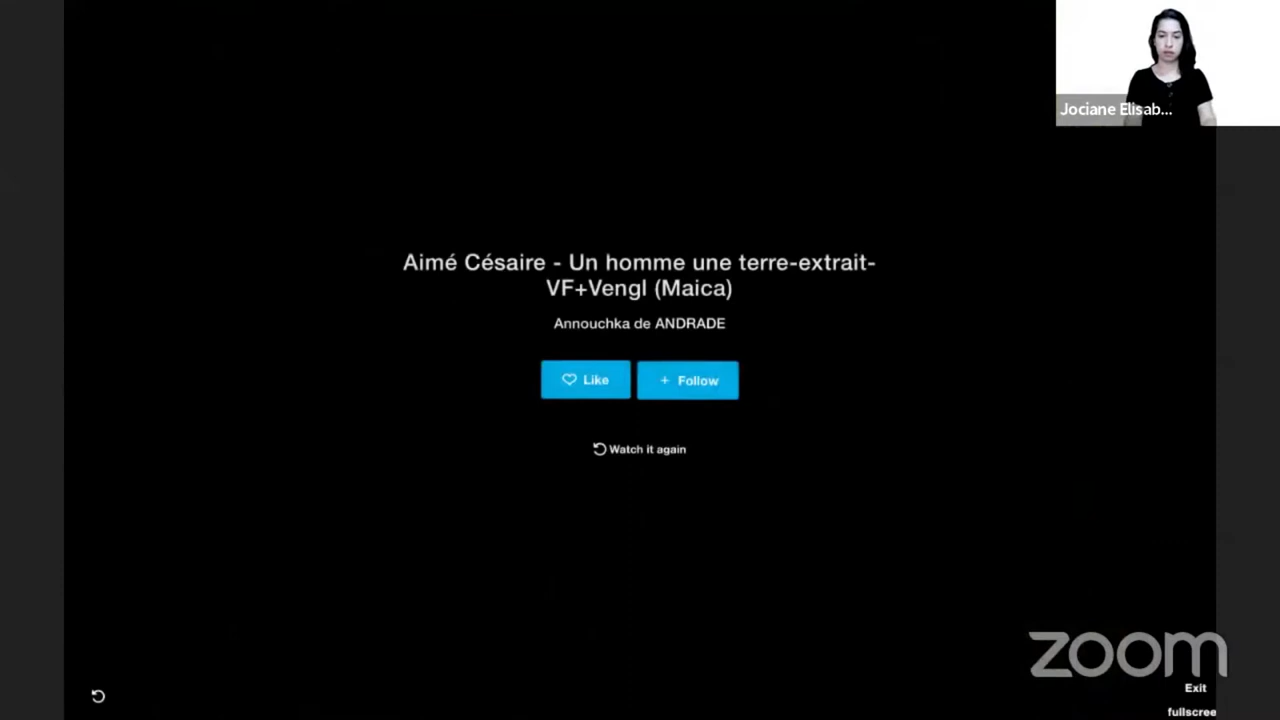 Jociane Elisab...
Aimé Césaire - Un homme une terre-extrait-
VF+Vengl (Maica)
Annouchka de ANDRADE
Like
+ Follow
Watch it again
zoom
Exit
fullscree